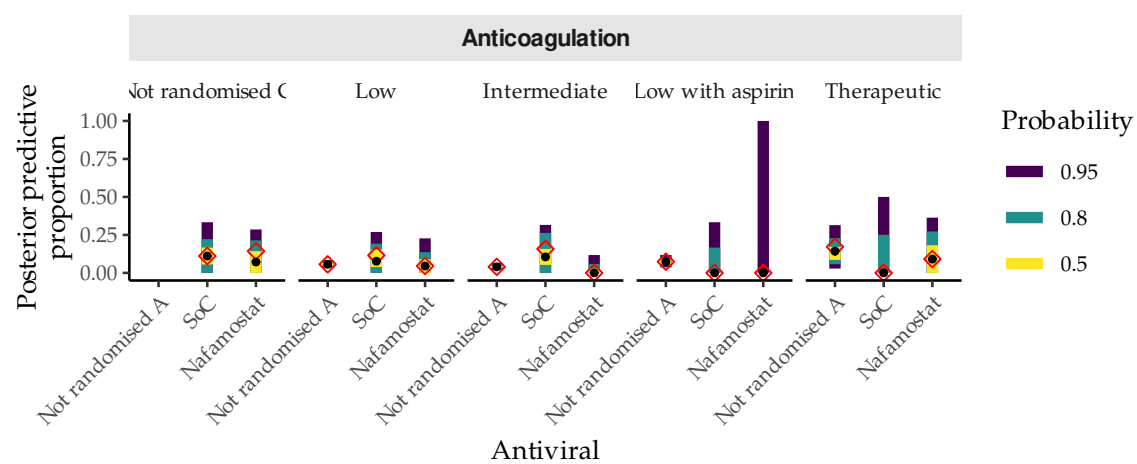 Anticoagulation
Not randomised C Low Intermediate Low with aspirin Therapeutic
Posterior predictive
proportion
1.00
0.75
0.50
0.25
0.00
Not randomised A SoC Nafamostat Not randomised A SoC Nafamostat Not randomised A SoC Nafamostat Not randomised A SoC Nafamostat Not randomised A SoC Nafamostat
Antiviral
Probability
0.95
0.8
0.5